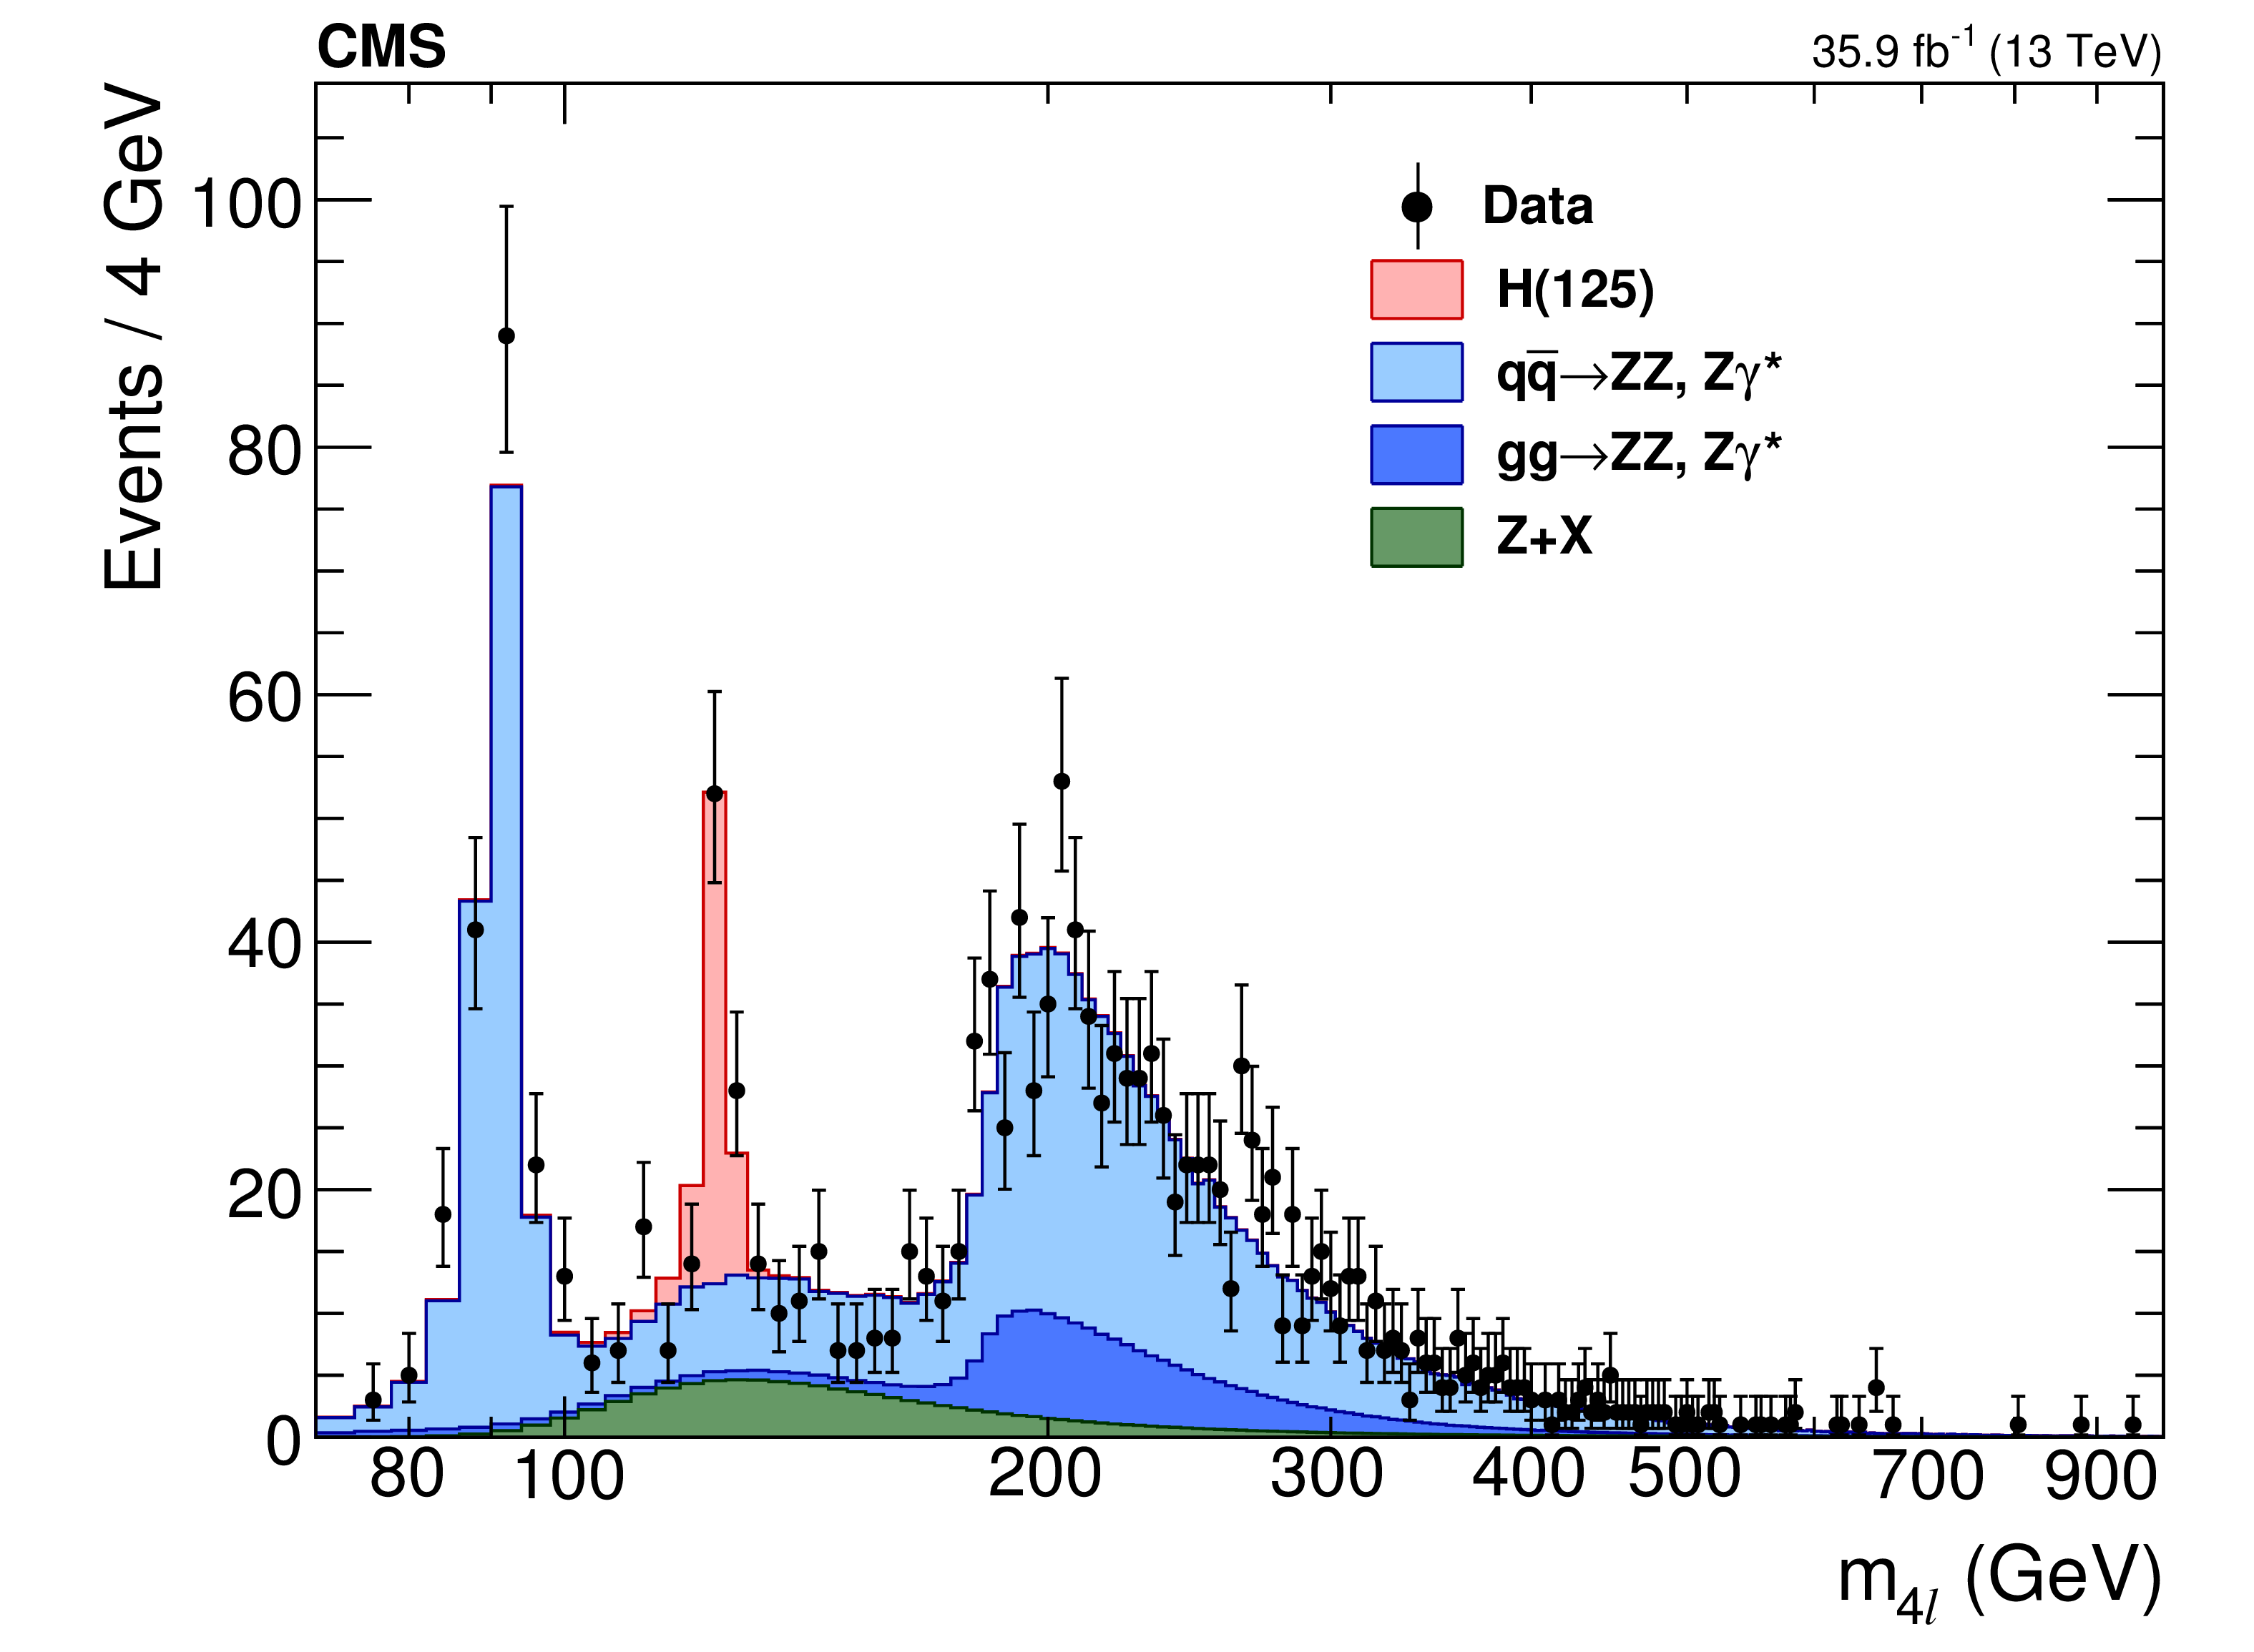 CMS
35.9 fb⁻¹ (13 TeV)
Events / 4 GeV
100
80
60
40
20
0
Data
H(125)
qq̅→ZZ, Zγ*
gg→ZZ, Zγ*
Z+X
80 100 200 300 400 500 700 900
m₄ₗ (GeV)